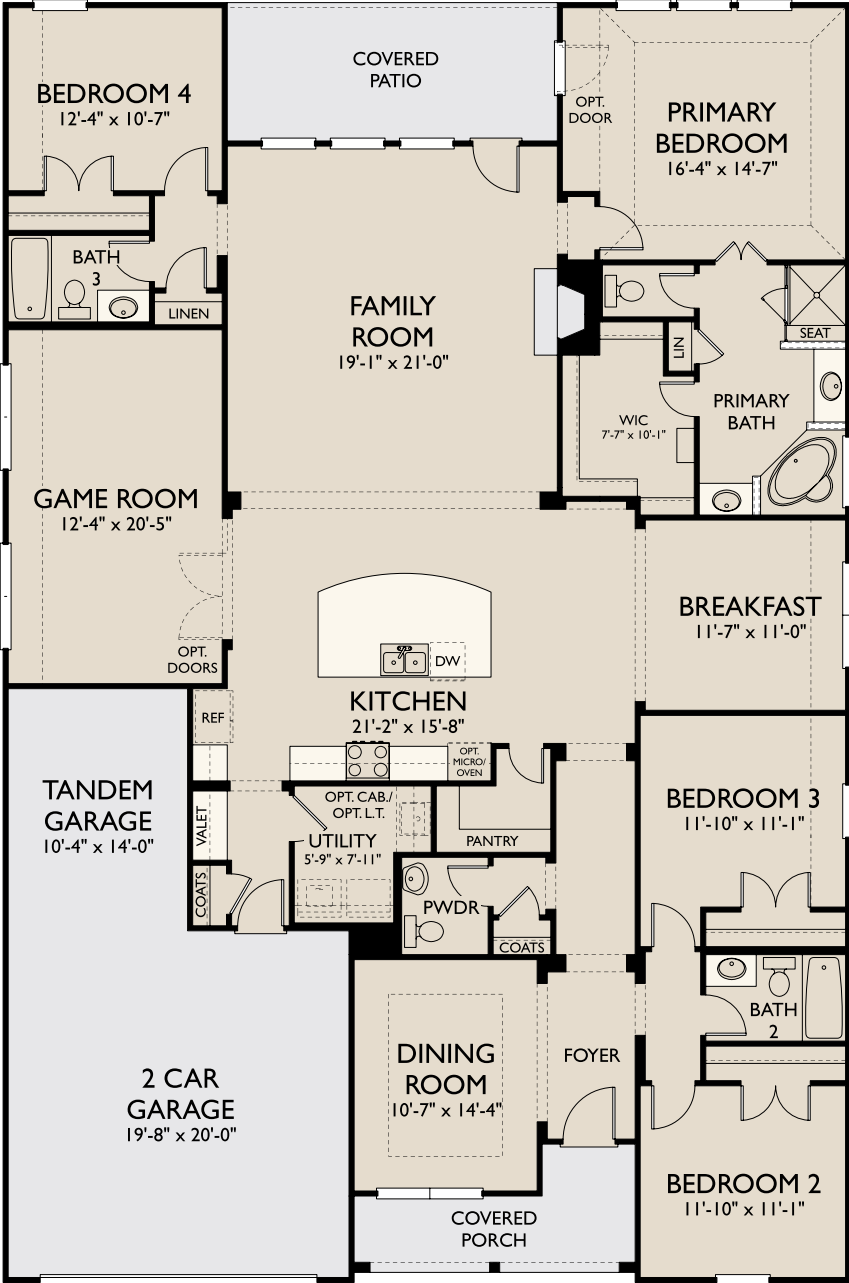 COVERED
PATIO
BEDROOM 4
12'-4" x 10'-7"
OPT.
DOOR
PRIMARY
BEDROOM
16'-4" x 14'-7"
BATH
3
LINEN
FAMILY
ROOM
19'-1" x 21'-0"
LIN
SEAT
PRIMARY
BATH
WIC
7'-7" x 10'-1"
GAME ROOM
12'-4" x 20'-5"
OPT.
DOORS
BREAKFAST
11'-7" x 11'-0"
DW
KITCHEN
21'-2" x 15'-8"
REF
OPT.
MICRO/
OVEN
TANDEM
GARAGE
10'-4" x 14'-0"
VALET
OPT. CAB./
OPT. L.T.
UTILITY
5'-9" x 7'-11"
PANTRY
BEDROOM 3
11'-10" x 11'-1"
COATS
PWDR
COATS
BATH
2
DINING
ROOM
10'-7" x 14'-4"
FOYER
2 CAR
GARAGE
19'-8" x 20'-0"
BEDROOM 2
11'-10" x 11'-1"
COVERED
PORCH